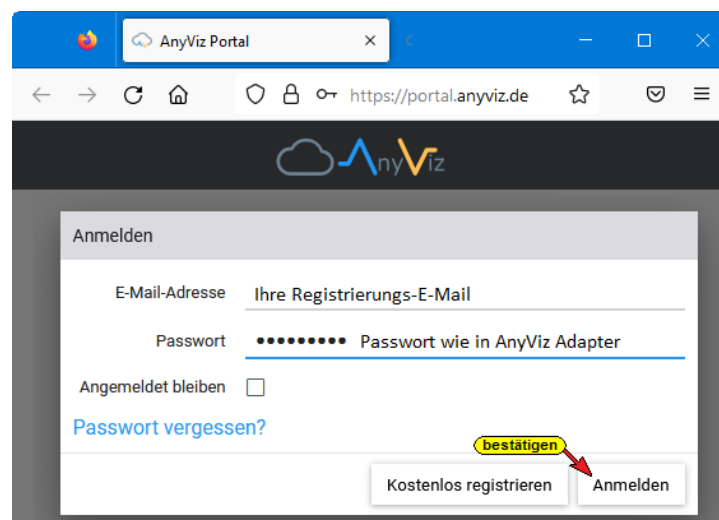 AnyViz Portal
https://portal.anyviz.de
AnyViz
Anmelden
E-Mail-Adresse Ihre Registrierungs-E-Mail
Passwort ••••••••• Passwort wie in AnyViz Adapter
Angemeldet bleiben
Passwort vergessen?
bestätigen
Kostenlos registrieren Anmelden